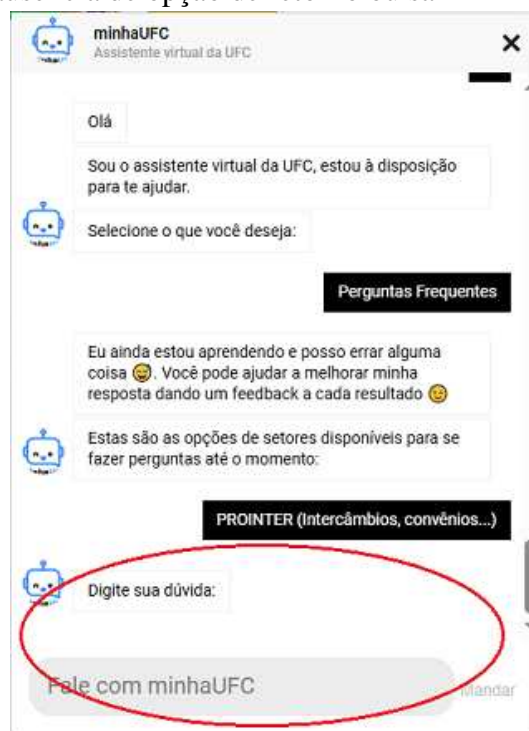 minhaUFC
Assistente virtual da UFC
Olá
Sou o assistente virtual da UFC, estou à disposição
para te ajudar.
Selecione o que você deseja:
Perguntas Frequentes
Eu ainda estou aprendendo e posso errar alguma
coisa 😅. Você pode ajudar a melhorar minha
resposta dando um feedback a cada resultado 😉
Estas são as opções de setores disponíveis para se
fazer perguntas até o momento:
PROINTER (Intercâmbios, convênios...)
Digite sua dúvida:
Fale com minhaUFC
Mandar